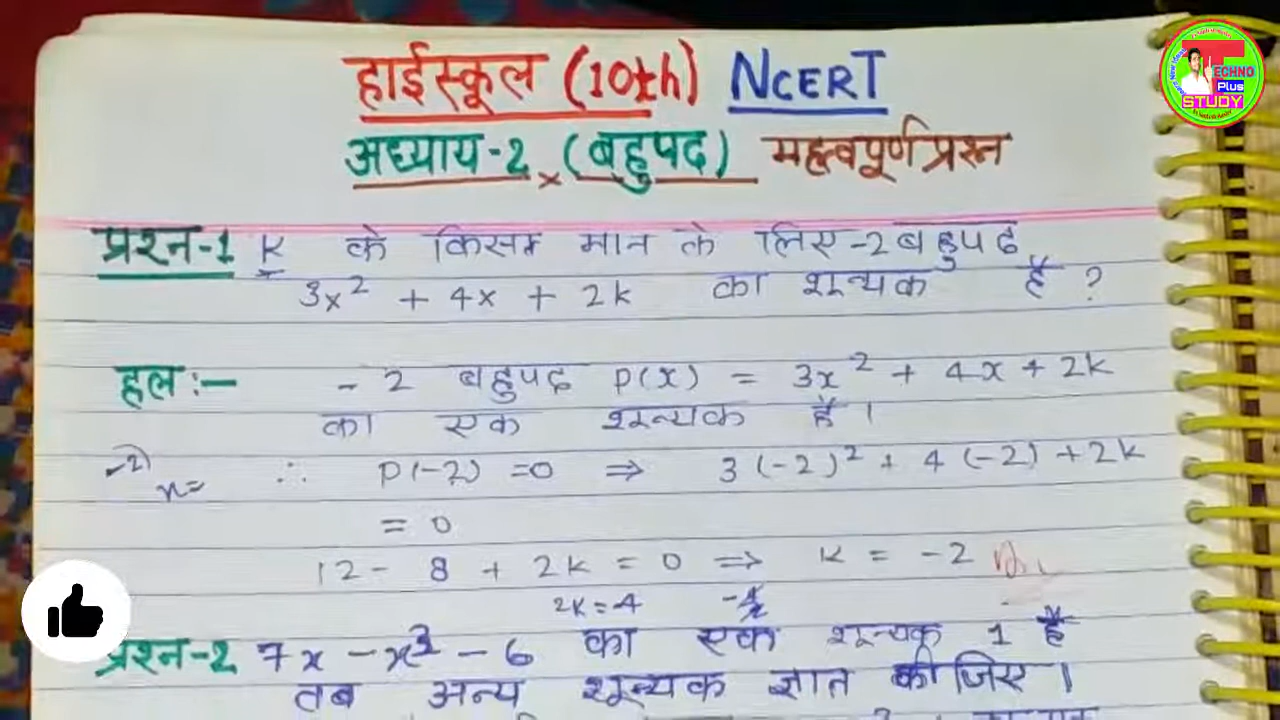 हाईस्कूल (10th) NCERT
अध्याय-2 (बहुपद) महत्वपूर्ण प्रश्न
प्रश्न-1 K के किस मान के लिए -2 बहुपद
3x² + 4x + 2k का शून्यक है ?
हल :— -2 बहुपद P(x) = 3x² + 4x + 2k
का एक शून्यक है ।
-2) x=
∴ P(-2) = 0 ⇒ 3(-2)² + 4(-2) + 2k
= 0
12 - 8 + 2k = 0 ⇒ K = -2
2k = -4
प्रश्न-2 7x - x³ - 6 का एक शून्यक 1 है
तब अन्य शून्यक ज्ञात कीजिए ।
TECHNO
Plus
STUDY